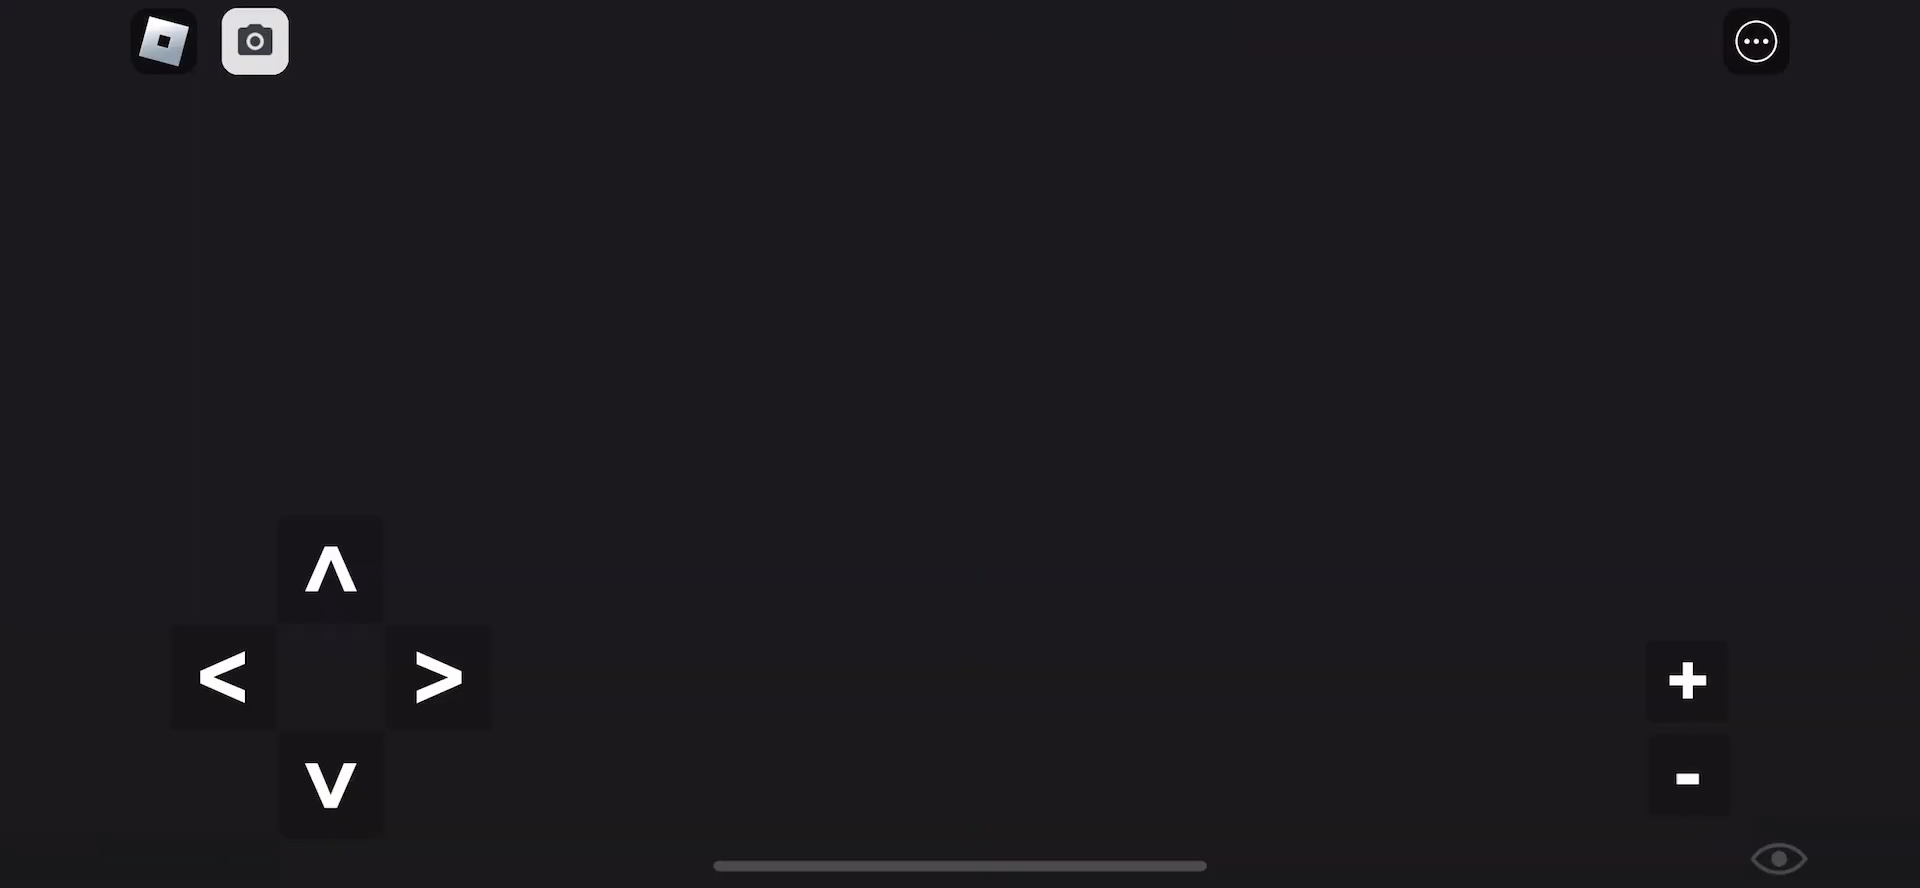 ^
< >
v
+
-